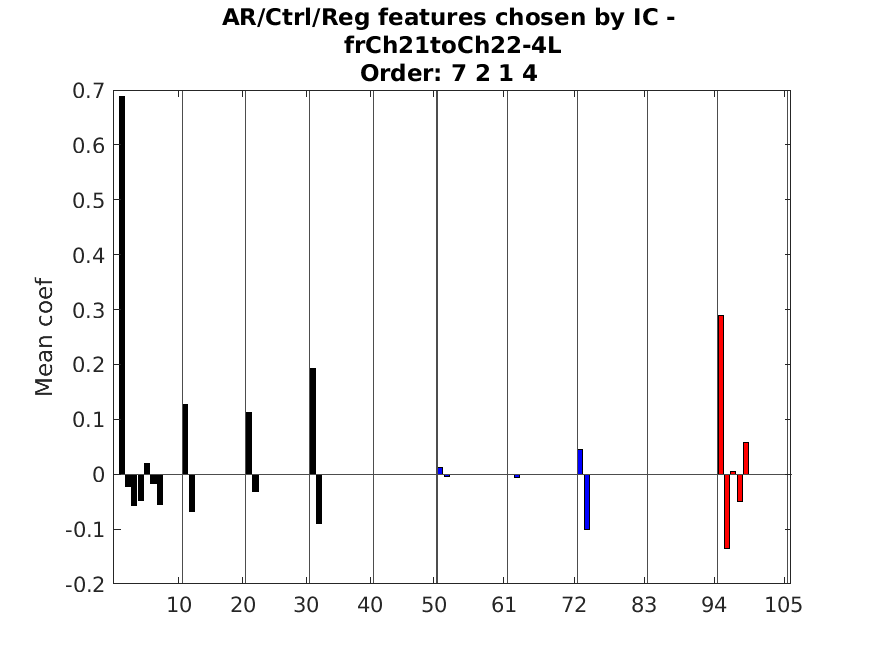 AR/Ctrl/Reg features chosen by IC -
frCh21toCh22-4L
Order: 7 2 1 4
0.7
0.6
0.5
0.4
0.3
0.2
0.1
0
-0.1
-0.2
Mean coef
10 20 30 40 50 61 72 83 94 105